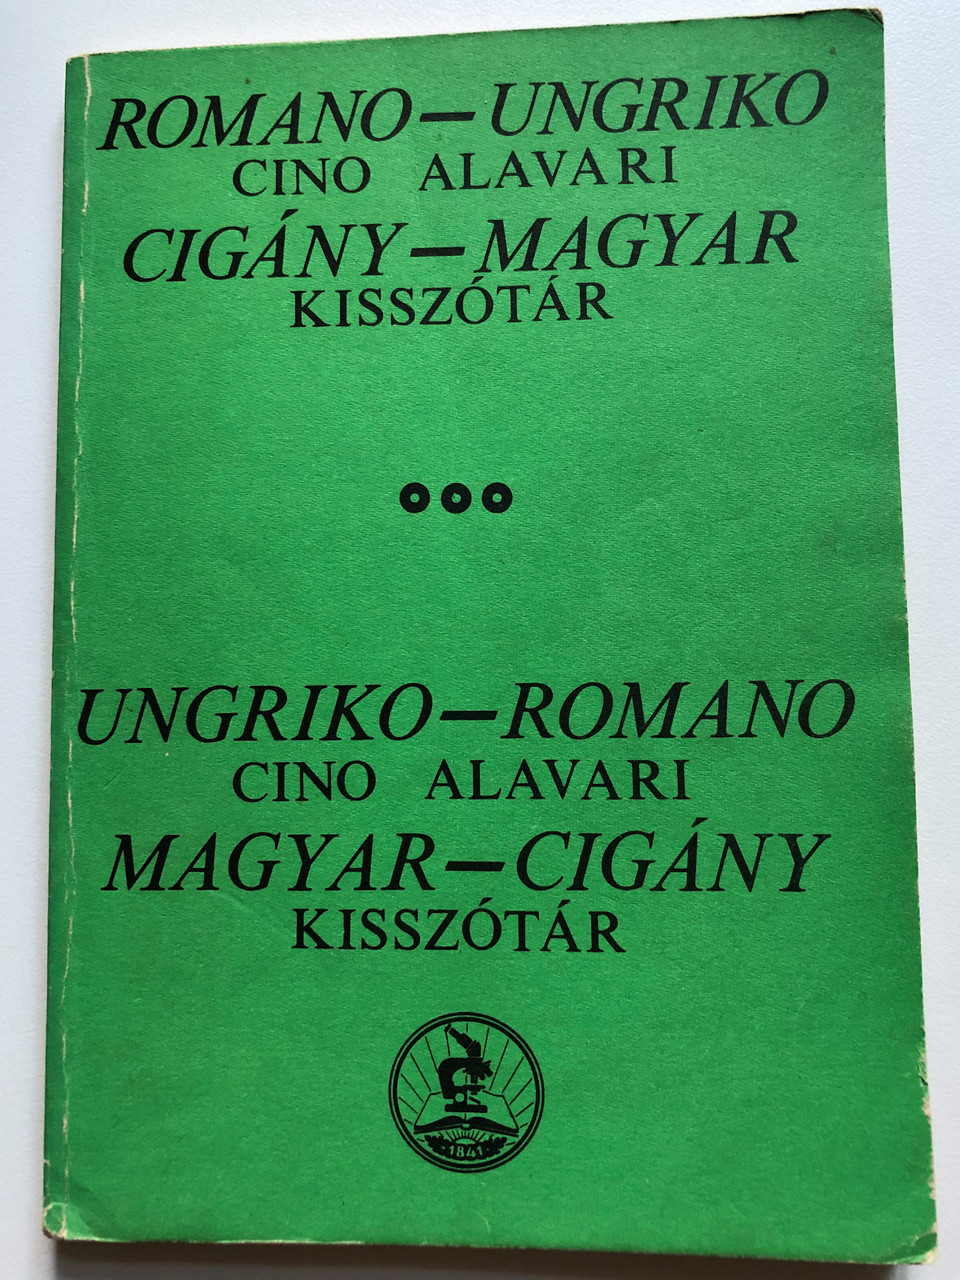 ROMANO—UNGRIKO
CINO ALAVARI
CIGÁNY—MAGYAR
KISSZÓTÁR
UNGRIKO—ROMANO
CINO ALAVARI
MAGYAR—CIGÁNY
KISSZÓTÁR
1841